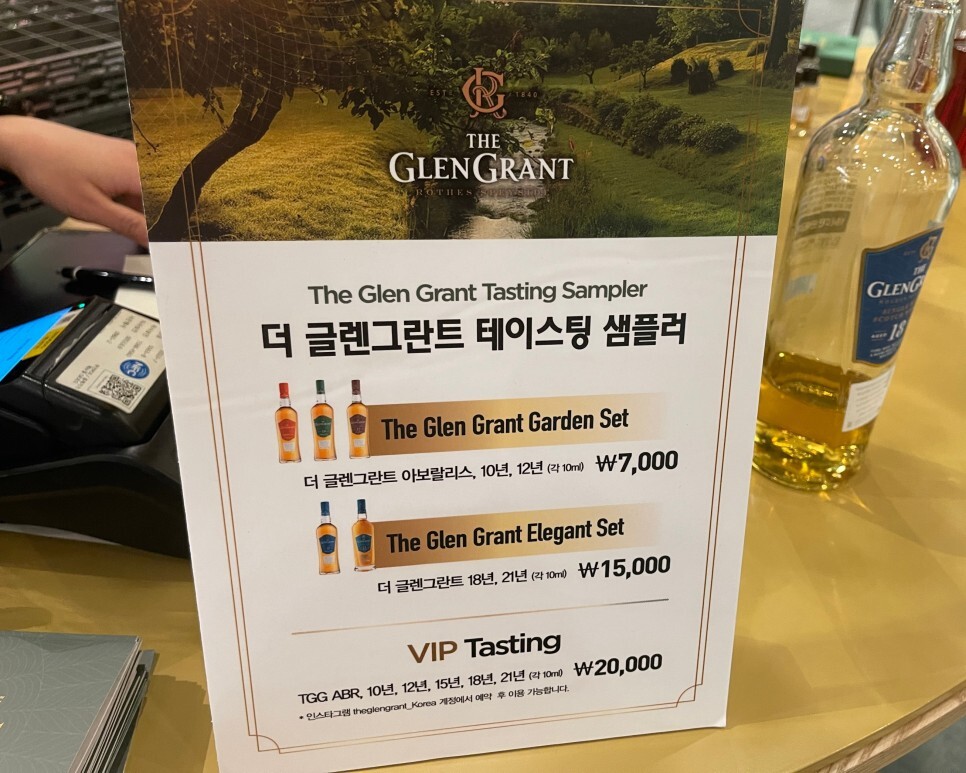 EST. 1840
THE
GLENGRANT
ROTHES SPEYSIDE
The Glen Grant Tasting Sampler
더 글렌그란트 테이스팅 샘플러
The Glen Grant Garden Set
더 글렌그란트 아보랄리스, 10년, 12년 (각 10ml) ₩7,000
The Glen Grant Elegant Set
더 글렌그란트 18년, 21년 (각 10ml) ₩15,000
VIP Tasting
TGG ABR, 10년, 12년, 15년, 18년, 21년 (각 10ml) ₩20,000
* 인스타그램 theglengrant_Korea 계정에서 예약 후 이용 가능합니다.
THE
18